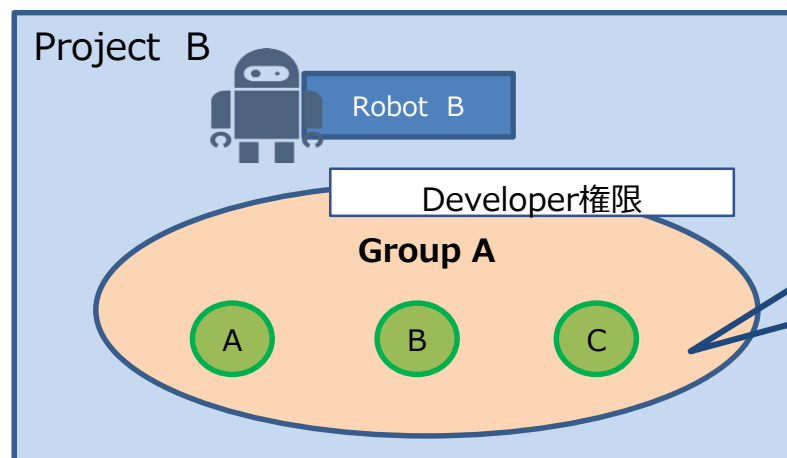 Project B
Robot B
Developer権限
Group A
A
B
C